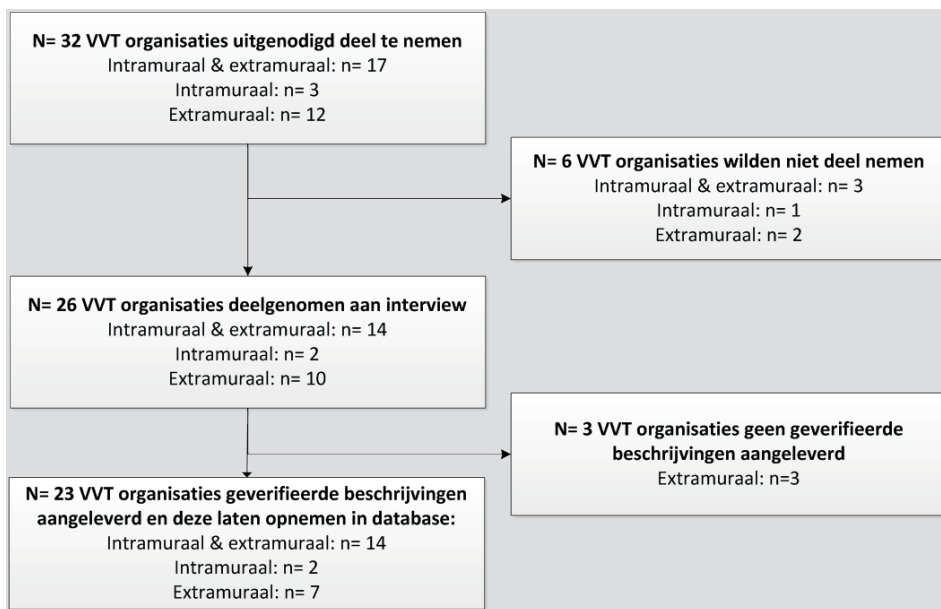 N= 32 VVT organisaties uitgenodigd deel te nemen
Intramuraal & extramuraal: n= 17
Intramuraal: n= 3
Extramuraal: n= 12
N= 6 VVT organisaties wilden niet deel nemen
Intramuraal & extramuraal: n= 3
Intramuraal: n= 1
Extramuraal: n= 2
N= 26 VVT organisaties deelgenomen aan interview
Intramuraal & extramuraal: n= 14
Intramuraal: n= 2
Extramuraal: n= 10
N= 3 VVT organisaties geen geverifieerde
beschrijvingen aangeleverd
Extramuraal: n=3
N= 23 VVT organisaties geverifieerde beschrijvingen
aangeleverd en deze laten opnemen in database:
Intramuraal & extramuraal: n= 14
Intramuraal: n= 2
Extramuraal: n= 7